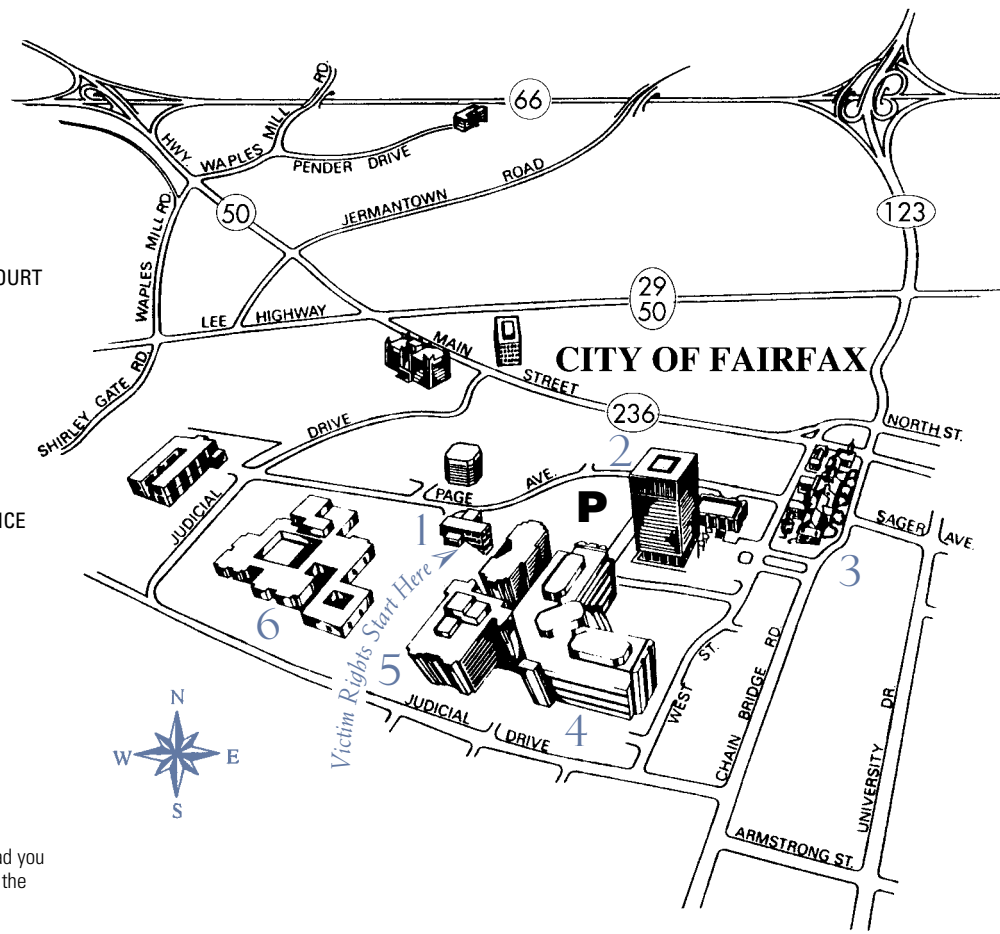 66
HWY.
WAPLES MILL RD.
PENDER DRIVE
JERMANTOWN ROAD
50
123
WAPLES MILL RD.
OURT
29
50
LEE HIGHWAY
MAIN STREET
CITY OF FAIRFAX
SHIRLEY GATE RD.
236
NORTH ST.
DRIVE
JUDICIAL
2
PAGE AVE.
P
ICE
SAGER AVE.
1
3
Victim Rights Start Here
6
5
4
JUDICIAL DRIVE
WEST ST.
CHAIN BRIDGE RD
UNIVERSITY DR
ARMSTRONG ST.
N
W E
S
ad you
the